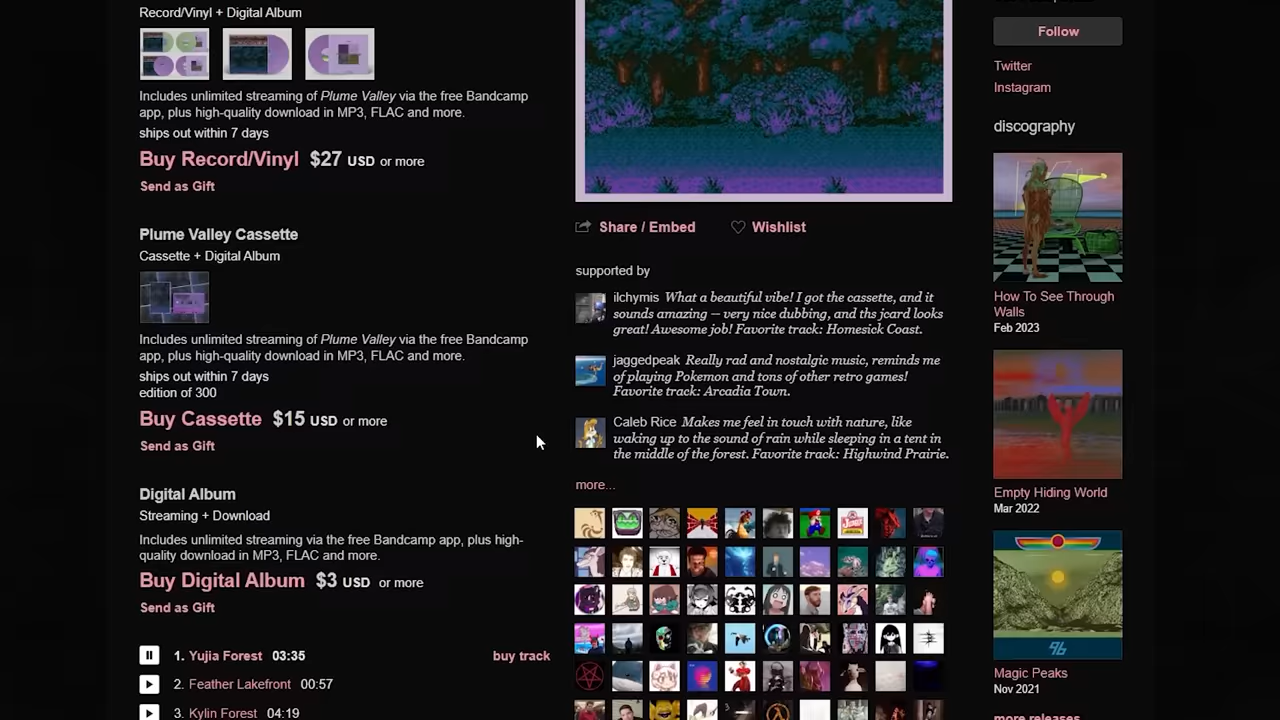 Record/Vinyl + Digital Album
Includes unlimited streaming of Plume Valley via the free Bandcamp
app, plus high-quality download in MP3, FLAC and more.
ships out within 7 days
Buy Record/Vinyl $27 USD or more
Send as Gift
Plume Valley Cassette
Cassette + Digital Album
Includes unlimited streaming of Plume Valley via the free Bandcamp
app, plus high-quality download in MP3, FLAC and more.
ships out within 7 days
edition of 300
Buy Cassette $15 USD or more
Send as Gift
Digital Album
Streaming + Download
Includes unlimited streaming via the free Bandcamp app, plus high-
quality download in MP3, FLAC and more.
Buy Digital Album $3 USD or more
Send as Gift
1. Yujia Forest 03:35 buy track
2. Feather Lakefront 00:57
3. Kylin Forest 04:19
Share / Embed
Wishlist
supported by
ilchymis What a beautiful vibe! I got the cassette, and it
sounds amazing — very nice dubbing, and ths jcard looks
great! Awesome job! Favorite track: Homesick Coast.
jaggedpeak Really rad and nostalgic music, reminds me
of playing Pokemon and tons of other retro games!
Favorite track: Arcadia Town.
Caleb Rice Makes me feel in touch with nature, like
waking up to the sound of rain while sleeping in a tent in
the middle of the forest. Favorite track: Highwind Prairie.
more...
Follow
Twitter
Instagram
discography
How To See Through
Walls
Feb 2023
Empty Hiding World
Mar 2022
96
Magic Peaks
Nov 2021
more releases